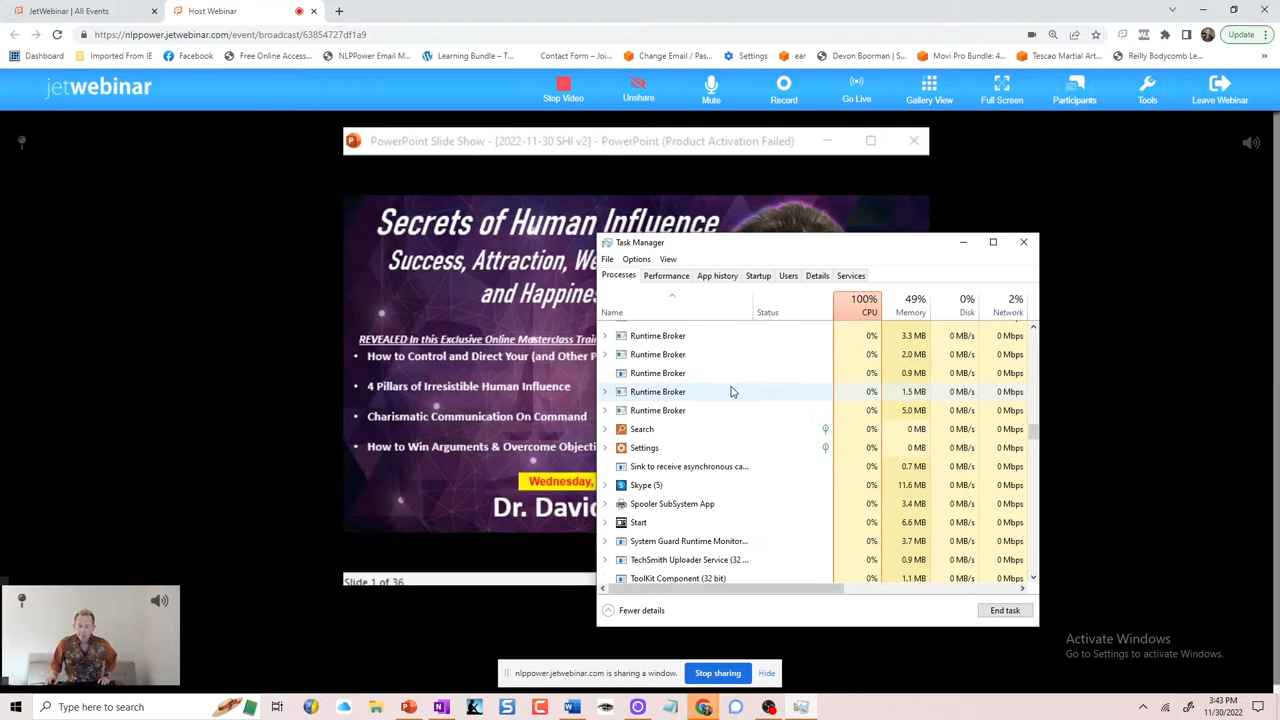 JetWebinar | All Events
Host Webinar
https://nlppower.jetwebinar.com/event/broadcast/63854727df1a9
Update
Dashboard
Imported From IE
Facebook
Free Online Access...
NLPPower Email M...
Learning Bundle – T...
Contact Form – Joi...
Change Email / Pas...
Settings
ear
Devon Boorman | S...
Movi Pro Bundle: 4...
Tescao Martial Art...
Reilly Bodycomb Le...
jetwebinar
Stop Video
Unshare
Mute
Record
Go Live
Gallery View
Full Screen
Participants
Tools
Leave Webinar
PowerPoint Slide Show - [2022-11-30 SHI v2] - PowerPoint (Product Activation Failed)
Secrets of Human Influence
Success, Attraction, We
and Happines
REVEALED In this Exclusive Online Masterclass Train
• How to Control and Direct Your (and Other P
• 4 Pillars of Irresistible Human Influence
• Charismatic Communication On Command
• How to Win Arguments & Overcome Objecti
Wednesday,
Dr. Davi
Slide 1 of 36
Task Manager
File Options View
Processes Performance App history Startup Users Details Services
100% 49% 0% 2%
Name Status CPU Memory Disk Network
Runtime Broker 0% 3.3 MB 0 MB/s 0 Mbps
Runtime Broker 0% 2.0 MB 0 MB/s 0 Mbps
Runtime Broker 0% 0.9 MB 0 MB/s 0 Mbps
Runtime Broker 0% 1.5 MB 0 MB/s 0 Mbps
Runtime Broker 0% 5.0 MB 0 MB/s 0 Mbps
Search 0% 0 MB 0 MB/s 0 Mbps
Settings 0% 0 MB 0 MB/s 0 Mbps
Sink to receive asynchronous ca... 0% 0.7 MB 0 MB/s 0 Mbps
Skype (5) 0% 11.6 MB 0 MB/s 0 Mbps
Spooler SubSystem App 0% 3.4 MB 0 MB/s 0 Mbps
Start 0% 6.6 MB 0 MB/s 0 Mbps
System Guard Runtime Monitor... 0% 3.7 MB 0 MB/s 0 Mbps
TechSmith Uploader Service (32 ... 0% 0.9 MB 0 MB/s 0 Mbps
ToolKit Component (32 bit) 0% 1.1 MB 0 MB/s 0 Mbps
Fewer details
End task
Activate Windows
Go to Settings to activate Windows.
nlppower.jetwebinar.com is sharing a window.
Stop sharing
Hide
Type here to search
3:43 PM
11/30/2022